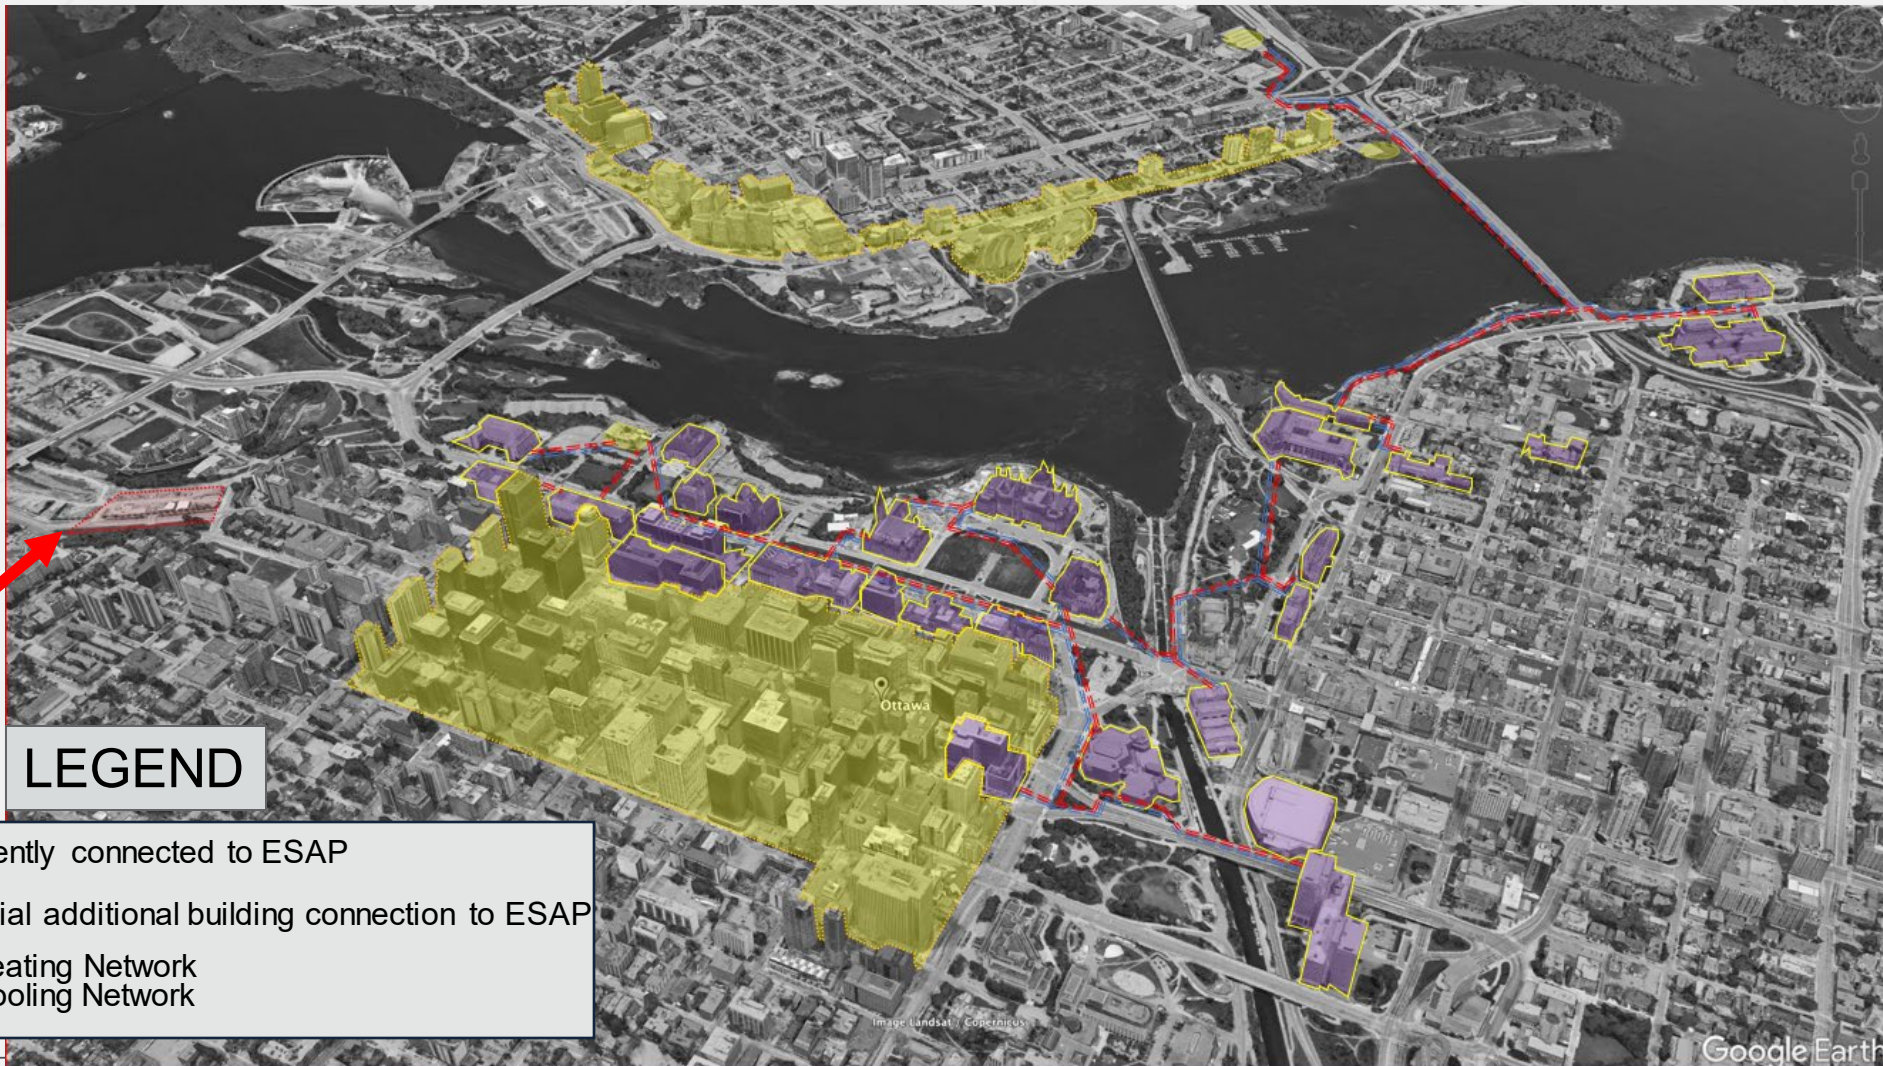 Ottawa
LEGEND
ently connected to ESAP
ial additional building connection to ESAP
eating Network
ooling Network
Image Landsat / Copernicus
Google Earth